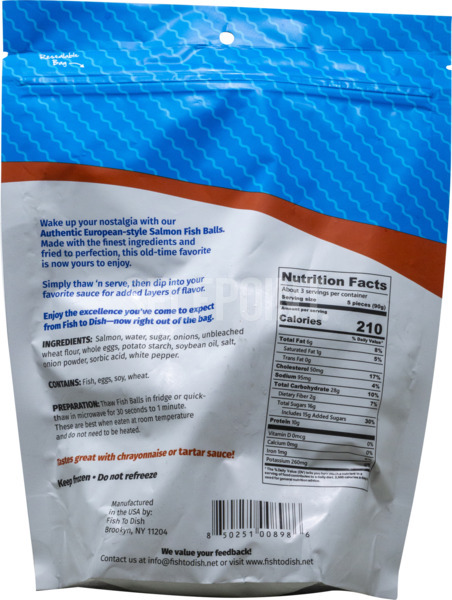 Resealable
Bag
Wake up your nostalgia with our
Authentic European-style Salmon Fish Balls.
Made with the finest ingredients and
fried to perfection, this old-time favorite
is now yours to enjoy.
Simply thaw 'n serve, then dip into your
favorite sauce for added layers of flavor.
Enjoy the excellence you've come to expect
from Fish to Dish—now right out of the bag.
INGREDIENTS: Salmon, water, sugar, onions, unbleached
wheat flour, whole eggs, potato starch, soybean oil, salt,
onion powder, sorbic acid, white pepper.
CONTAINS: Fish, eggs, soy, wheat.
PREPARATION: Thaw Fish Balls in fridge or quick-
thaw in microwave for 30 seconds to 1 minute.
These are best when eaten at room temperature
and do not need to be heated.
Tastes great with chrayonnaise or tartar sauce!
Keep frozen • Do not refreeze
Manufactured
in the USA by:
Fish To Dish
Brooklyn, NY 11204
Nutrition Facts
About 3 servings per container
Serving size 5 pieces (95g)
Amount per serving
Calories 210
% Daily Value*
Total Fat 6g 8%
Saturated Fat 1g 5%
Trans Fat 0g
Cholesterol 50mg 17%
Sodium 95mg 4%
Total Carbohydrate 28g 10%
Dietary Fiber 2g 7%
Total Sugars 16g
Includes 15g Added Sugars 30%
Protein 10g
Vitamin D 0mcg 0%
Calcium 0mg 0%
Iron 1mg
Potassium 260mg
8 50251 00898 6
We value your feedback!
Contact us at info@fishtodish.net or visit www.fishtodish.net